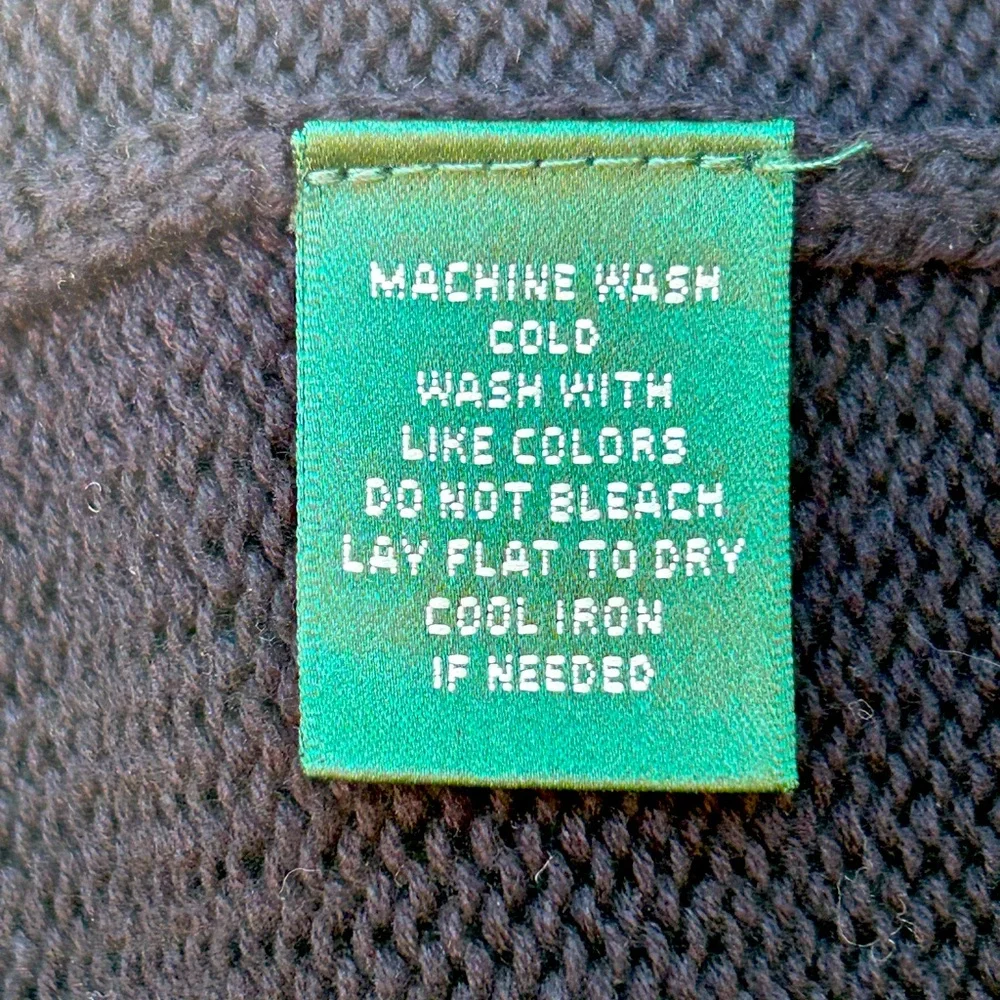 MACHINE WASH
COLD
WASH WITH
LIKE COLORS
DO NOT BLEACH
LAY FLAT TO DRY
COOL IRON
IF NEEDED